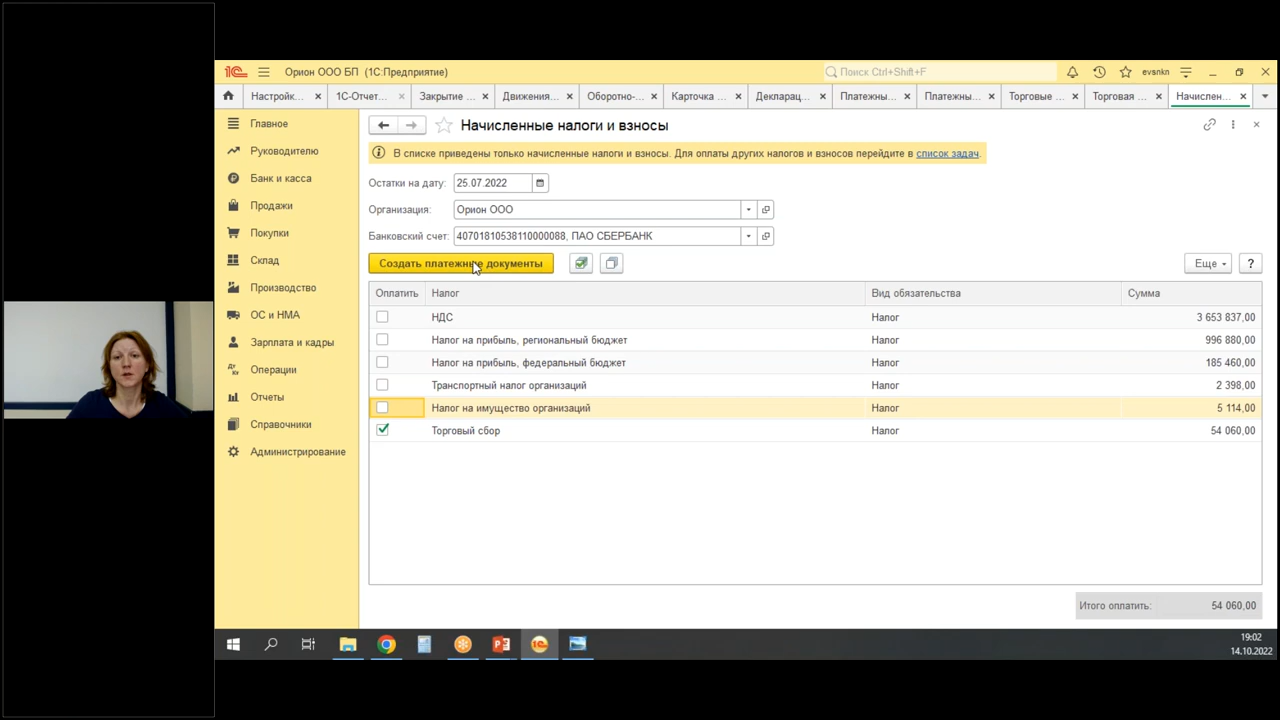 1С Орион ООО БП (1С:Предприятие) Поиск Ctrl+Shift+F evsnkn
Настройк... 1С-Отчет... Закрытие ... Движения... Оборотно-... Карточка ... Декларац... Платежны... Платежны... Торговые ... Торговая ... Начислен...
Главное
Руководителю
Банк и касса
Продажи
Покупки
Склад
Производство
ОС и НМА
Зарплата и кадры
Операции
Отчеты
Справочники
Администрирование
Начисленные налоги и взносы
В списке приведены только начисленные налоги и взносы. Для оплаты других налогов и взносов перейдите в список задач.
Остатки на дату: 25.07.2022
Организация: Орион ООО
Банковский счет: 40701810538110000088, ПАО СБЕРБАНК
Создать платежные документы Еще ?
Оплатить Налог Вид обязательства Сумма
НДС Налог 3 653 837,00
Налог на прибыль, региональный бюджет Налог 996 880,00
Налог на прибыль, федеральный бюджет Налог 185 460,00
Транспортный налог организаций Налог 2 398,00
Налог на имущество организаций Налог 5 114,00
Торговый сбор Налог 54 060,00
Итого оплатить: 54 060,00
19:02
14.10.2022